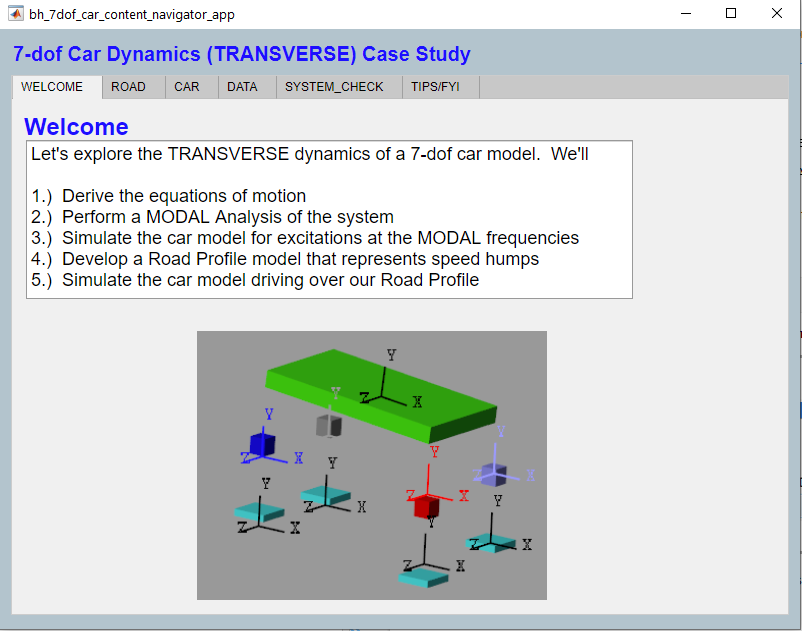 bh_7dof_car_content_navigator_app
7-dof Car Dynamics (TRANSVERSE) Case Study
WELCOME ROAD CAR DATA SYSTEM_CHECK TIPS/FYI
Welcome
Let's explore the TRANSVERSE dynamics of a 7-dof car model.  We'll
1.)  Derive the equations of motion
2.)  Perform a MODAL Analysis of the system
3.)  Simulate the car model for excitations at the MODAL frequencies
4.)  Develop a Road Profile model that represents speed humps
5.)  Simulate the car model driving over our Road Profile
Y
Z X
Y
Y
Z X
Y
Z X
Y
Z X
Y
Z X
Y
Z X
Y
Z X
Y
Z X